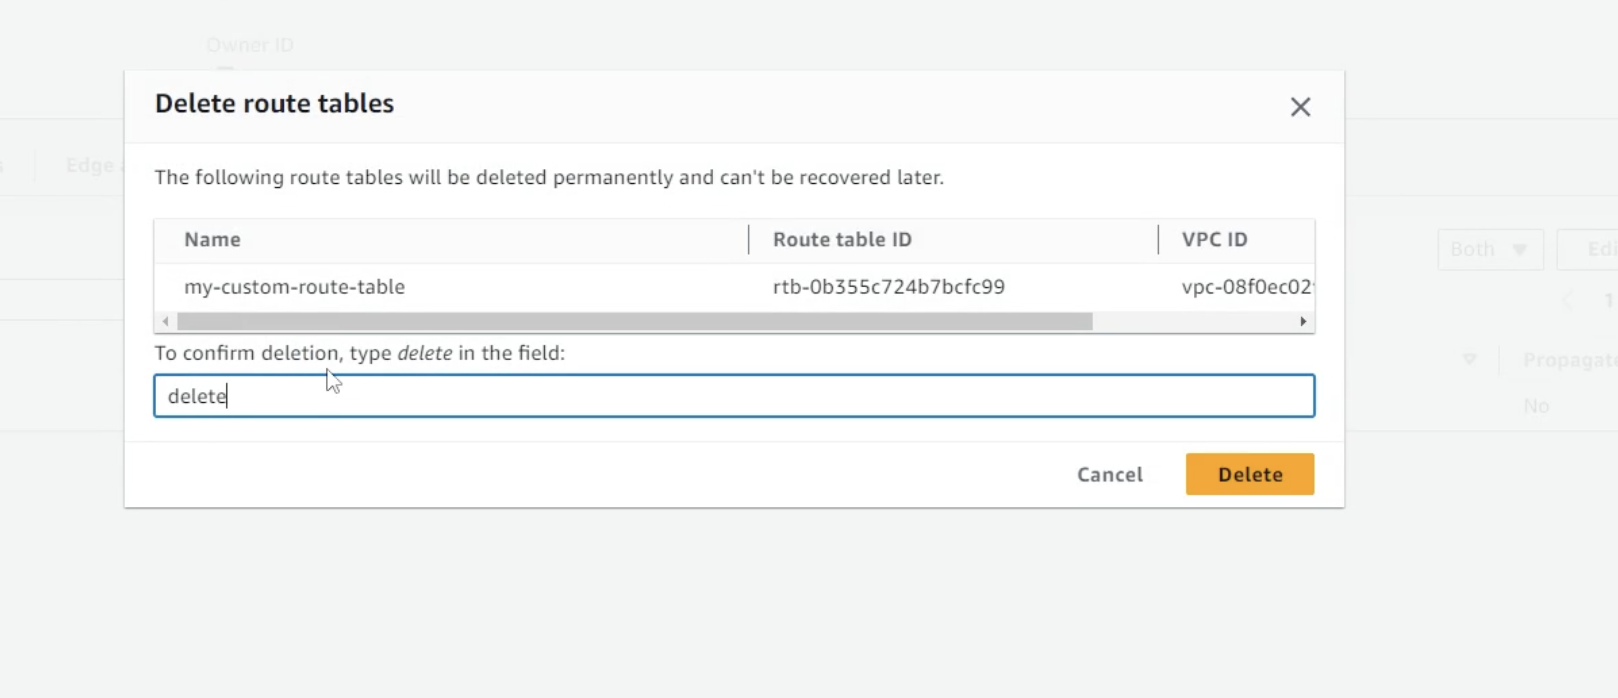 Owner ID
Delete route tables
The following route tables will be deleted permanently and can't be recovered later.
Name Route table ID VPC ID
my-custom-route-table rtb-0b355c724b7bcfc99 vpc-08f0ec02
To confirm deletion, type delete in the field:
delete
Cancel Delete
Edge
Both Edi
1
Propagate
No